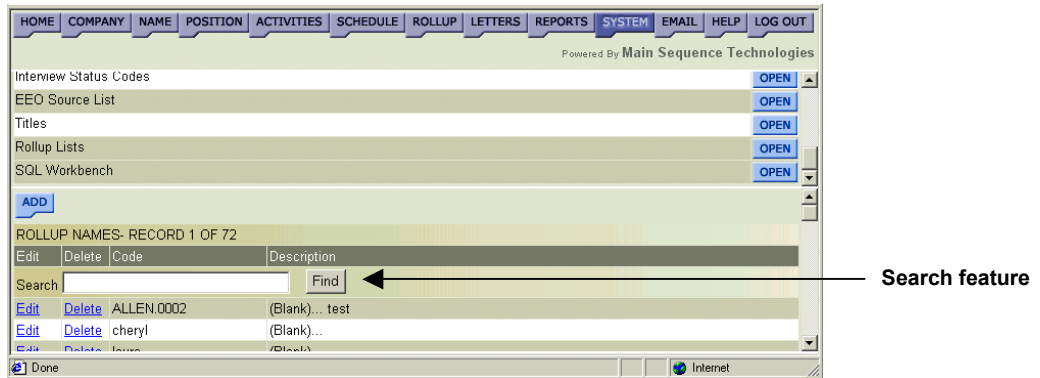 HOME COMPANY NAME POSITION ACTIVITIES SCHEDULE ROLLUP LETTERS REPORTS SYSTEM EMAIL HELP LOG OUT
Powered By Main Sequence Technologies
Interview Status Codes OPEN
EEO Source List OPEN
Titles OPEN
Rollup Lists OPEN
SQL Workbench OPEN
ADD
ROLLUP NAMES- RECORD 1 OF 72
Edit Delete Code Description
Search Find Search feature
Edit Delete ALLEN.0002 (Blank)... test
Edit Delete cheryl (Blank)...
Edit Delete (Blank)
Done Internet